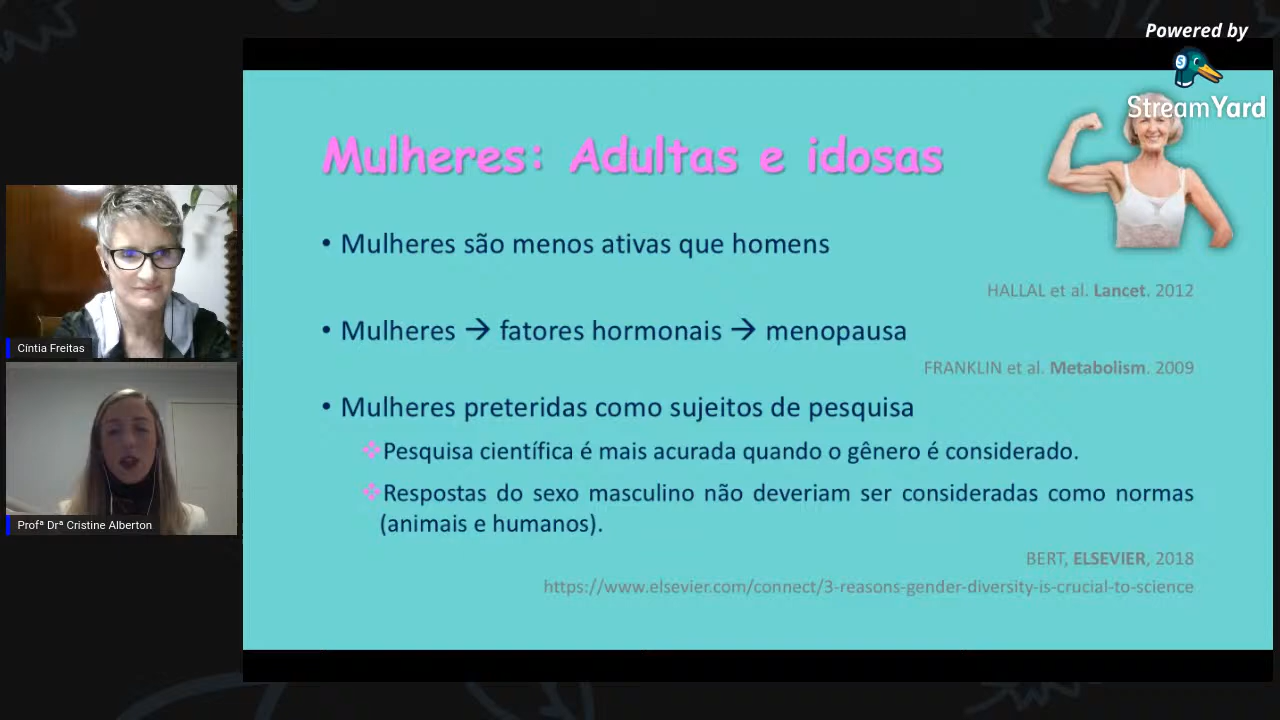 Powered by
StreamYard
Mulheres: Adultas e idosas
• Mulheres são menos ativas que homens
HALLAL et al. Lancet. 2012
• Mulheres → fatores hormonais → menopausa
FRANKLIN et al. Metabolism. 2009
• Mulheres preteridas como sujeitos de pesquisa
❖Pesquisa científica é mais acurada quando o gênero é considerado.
❖Respostas do sexo masculino não deveriam ser consideradas como normas
(animais e humanos).
BERT, ELSEVIER, 2018
https://www.elsevier.com/connect/3-reasons-gender-diversity-is-crucial-to-science
Cíntia Freitas
Profª Drª Cristine Alberton